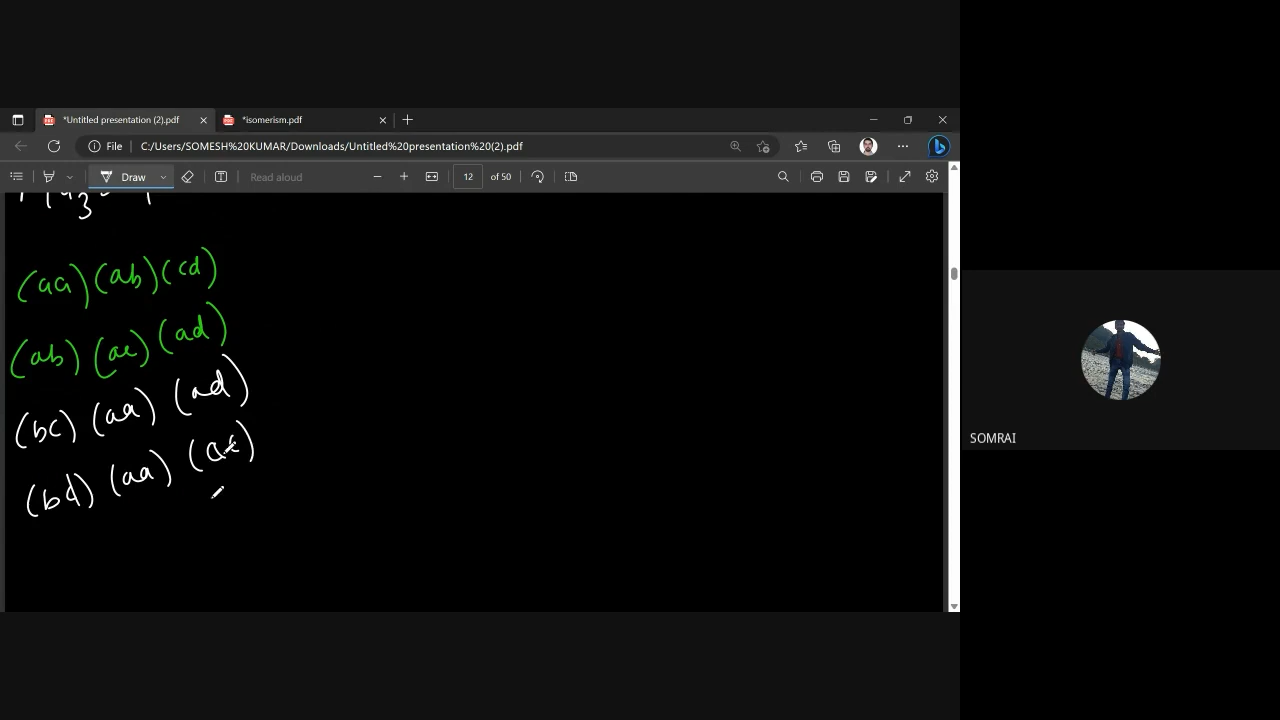 *Untitled presentation (2).pdf
*isomerism.pdf
File
C:/Users/SOMESH%20KUMAR/Downloads/Untitled%20presentation%20(2).pdf
Draw
Read aloud
12 of 50
(aa) (ab) (cd)
(ab) (ac) (ad)
(bc) (aa) (ad)
(bd) (aa) (ac)
SOMRAI